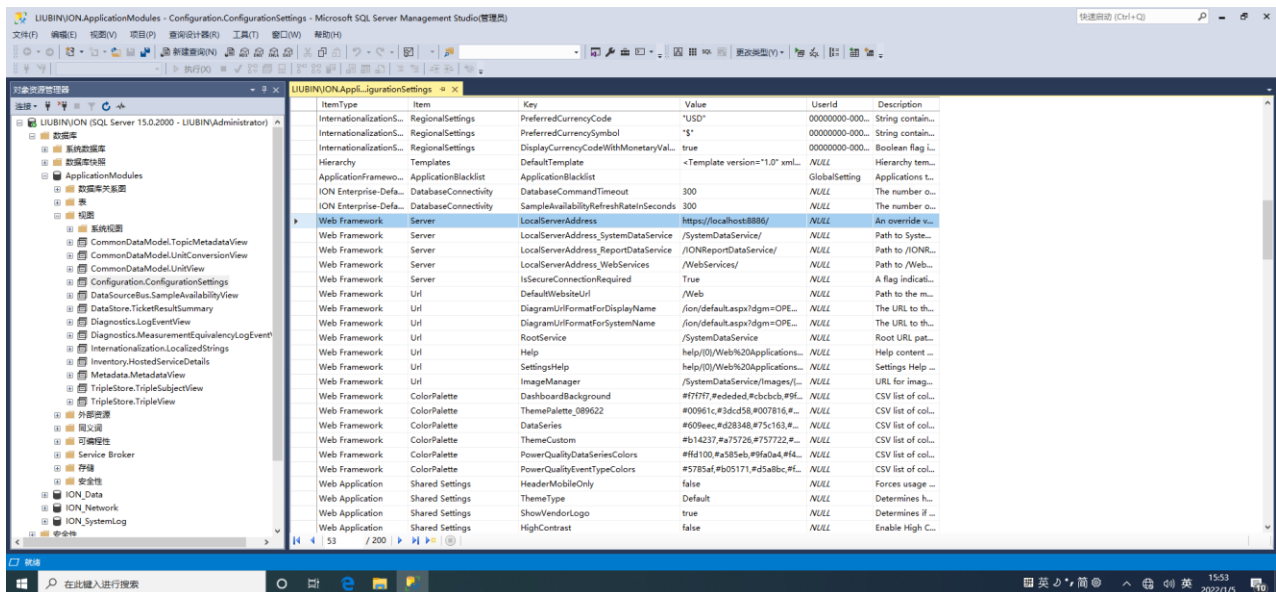 LIUBIN\ION.ApplicationModules - Configuration.ConfigurationSettings - Microsoft SQL Server Management Studio(管理员)
快速启动 (Ctrl+Q)
文件(F) 编辑(E) 视图(V) 项目(P) 查询设计器(R) 工具(T) 窗口(W) 帮助(H)
新建查询(N) 更改类型(Y)
执行(X)
对象资源管理器
连接
LIUBIN\ION (SQL Server 15.0.2000 - LIUBIN\Administrator)
数据库
系统数据库
数据库快照
ApplicationModules
数据库关系图
表
视图
系统视图
CommonDataModel.TopicMetadataView
CommonDataModel.UnitConversionView
CommonDataModel.UnitView
Configuration.ConfigurationSettings
DataSourceBus.SampleAvailabilityView
DataStore.TicketResultSummary
Diagnostics.LogEventView
Diagnostics.MeasurementEquivalencyLogEvent
Internationalization.LocalizedStrings
Inventory.HostedServiceDetails
Metadata.MetadataView
TripleStore.TripleSubjectView
TripleStore.TripleView
外部资源
同义词
可编程性
Service Broker
存储
安全性
ION_Data
ION_Network
ION_SystemLog
安全性
LIUBIN\ION.Appli...igurationSettings
ItemType Item Key Value UserId Description
InternationalizationS... RegionalSettings PreferredCurrencyCode "USD" 00000000-000... String contain...
InternationalizationS... RegionalSettings PreferredCurrencySymbol "$" 00000000-000... String contain...
InternationalizationS... RegionalSettings DisplayCurrencyCodeWithMonetaryVal... true 00000000-000... Boolean flag i...
Hierarchy Templates DefaultTemplate <Template version="1.0" xml... NULL Hierarchy tem...
ApplicationFramewo... ApplicationBlacklist ApplicationBlacklist GlobalSetting Applications t...
ION Enterprise-Defa... DatabaseConnectivity DatabaseCommandTimeout 300 NULL The number o...
ION Enterprise-Defa... DatabaseConnectivity SampleAvailabilityRefreshRateInSeconds 300 NULL The number o...
Web Framework Server LocalServerAddress https://localhost:8886/ NULL An override v...
Web Framework Server LocalServerAddress_SystemDataService /SystemDataService/ NULL Path to Syste...
Web Framework Server LocalServerAddress_ReportDataService /IONReportDataService/ NULL Path to /IONR...
Web Framework Server LocalServerAddress_WebServices /WebServices/ NULL Path to /Web...
Web Framework Server IsSecureConnectionRequired True NULL A flag indicati...
Web Framework Url DefaultWebsiteUrl /Web NULL Path to the m...
Web Framework Url DiagramUrlFormatForDisplayName /ion/default.aspx?dgm=OPE... NULL The URL to th...
Web Framework Url DiagramUrlFormatForSystemName /ion/default.aspx?dgm=OPE... NULL The URL to th...
Web Framework Url RootService /SystemDataService NULL Root URL pat...
Web Framework Url Help help/{0}/Web%20Applications... NULL Help content ...
Web Framework Url SettingsHelp help/{0}/Web%20Applications... NULL Settings Help ...
Web Framework Url ImageManager /SystemDataService/Images/{... NULL URL for imag...
Web Framework ColorPalette DashboardBackground #f7f7f7,#ededed,#cbcbcb,#9f... NULL CSV list of col...
Web Framework ColorPalette ThemePalette_089622 #00961c,#3dcd58,#007816,#... NULL CSV list of col...
Web Framework ColorPalette DataSeries #609eec,#d28348,#75c163,#... NULL CSV list of col...
Web Framework ColorPalette ThemeCustom #b14237,#a75726,#757722,#... NULL CSV list of col...
Web Framework ColorPalette PowerQualityDataSeriesColors #ffd100,#a585eb,#9fa0a4,#f4... NULL CSV list of col...
Web Framework ColorPalette PowerQualityEventTypeColors #5785af,#b05171,#d5a8bc,#f... NULL CSV list of col...
Web Application Shared Settings HeaderMobileOnly false NULL Forces usage ...
Web Application Shared Settings ThemeType Default NULL Determines h...
Web Application Shared Settings ShowVendorLogo true NULL Determines if ...
Web Application Shared Settings HighContrast false NULL Enable High C...
53 / 200
就绪
在此键入进行搜索
英 简 英 15:53
2022/1/5